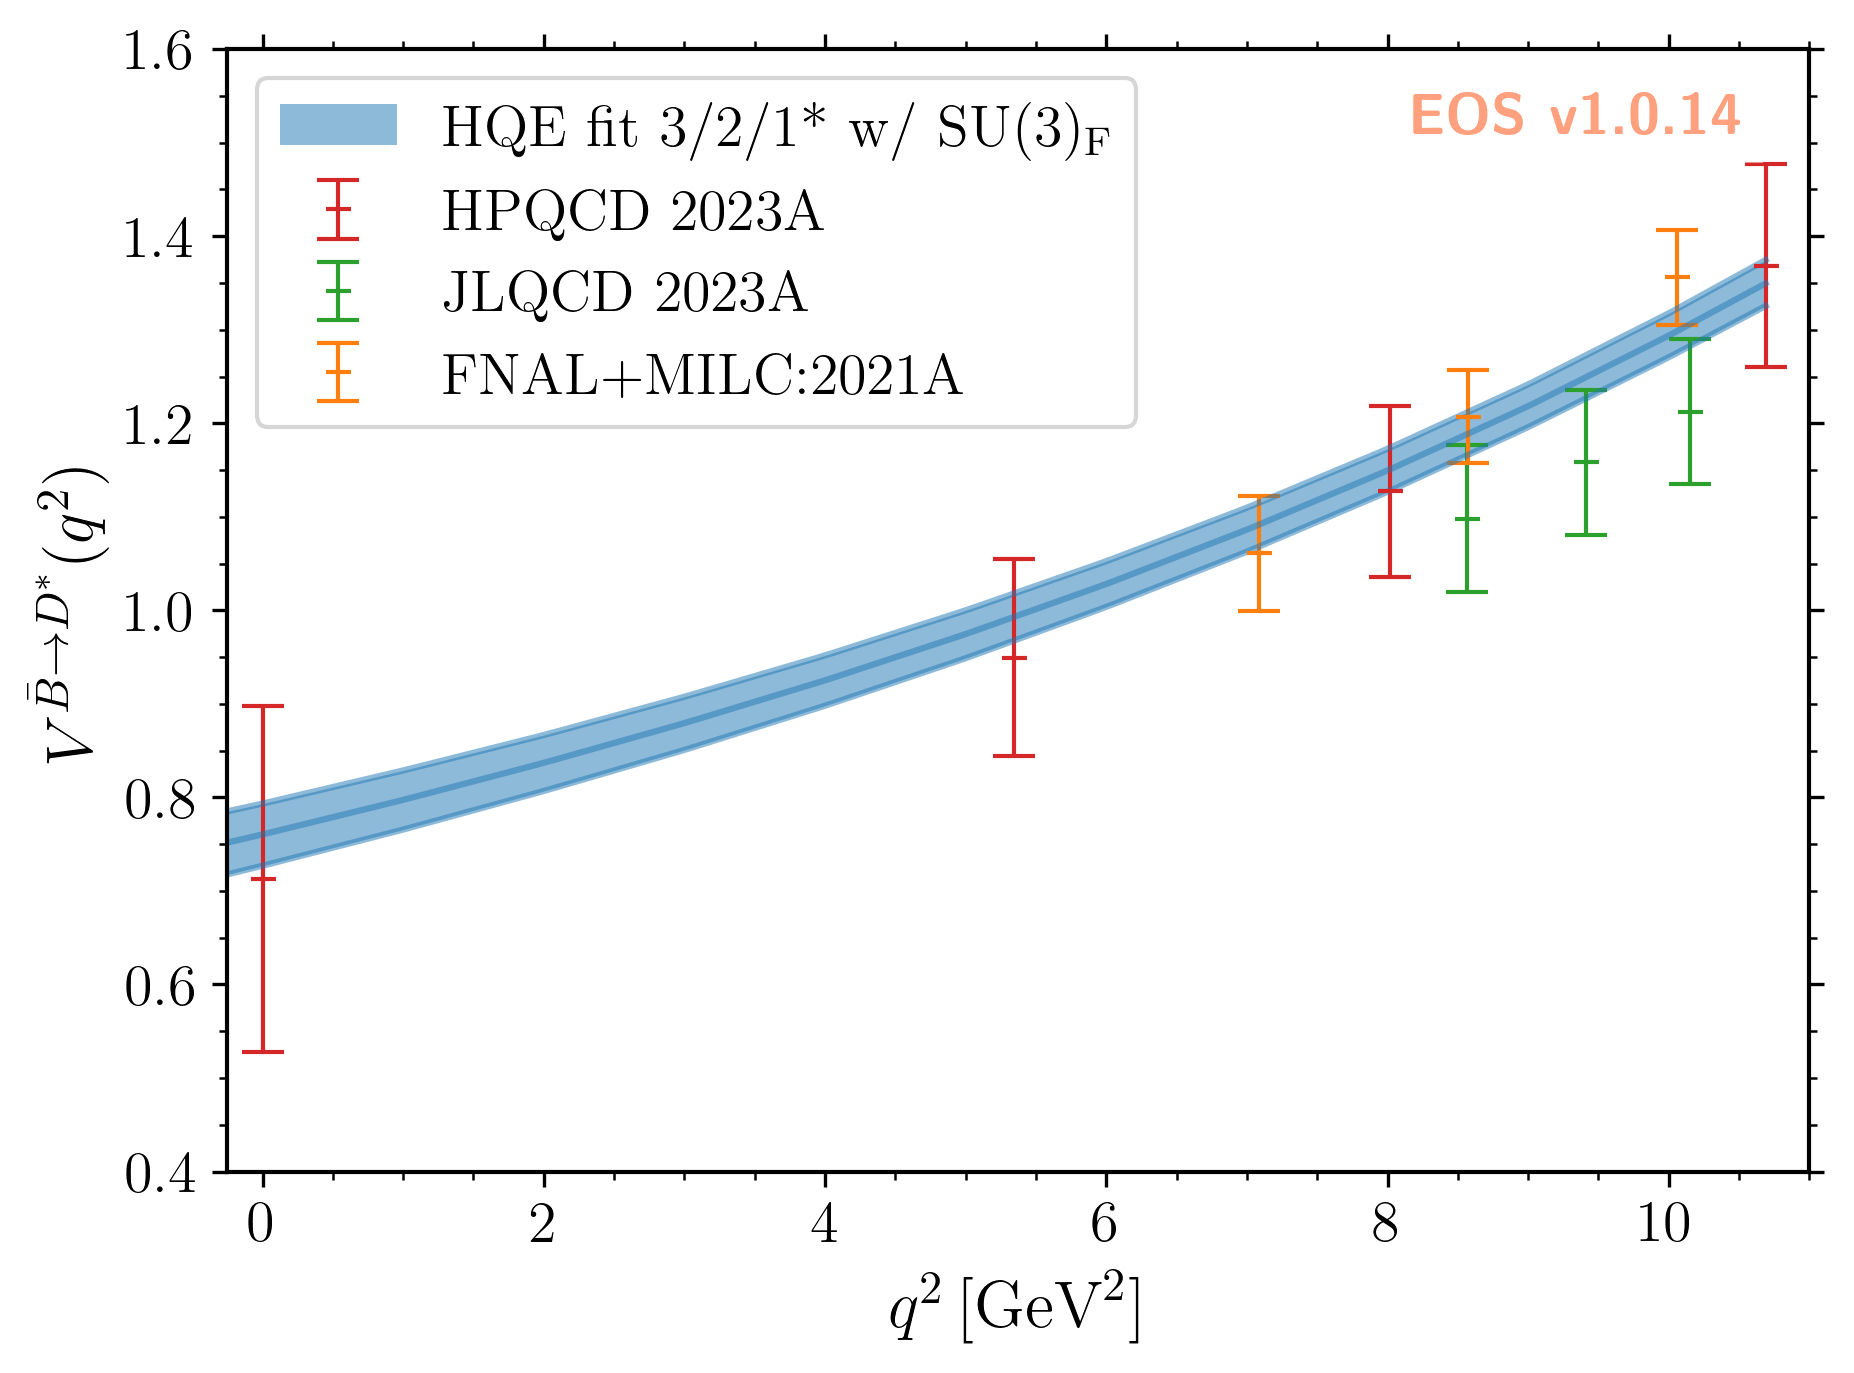 EOS v1.0.14
HQE fit 3/2/1* w/ SU(3)_F
HPQCD 2023A
JLQCD 2023A
FNAL+MILC:2021A
1.6
1.4
1.2
1.0
0.8
0.6
0.4
V^{B̄→D*}(q²)
0 2 4 6 8 10
q² [GeV²]